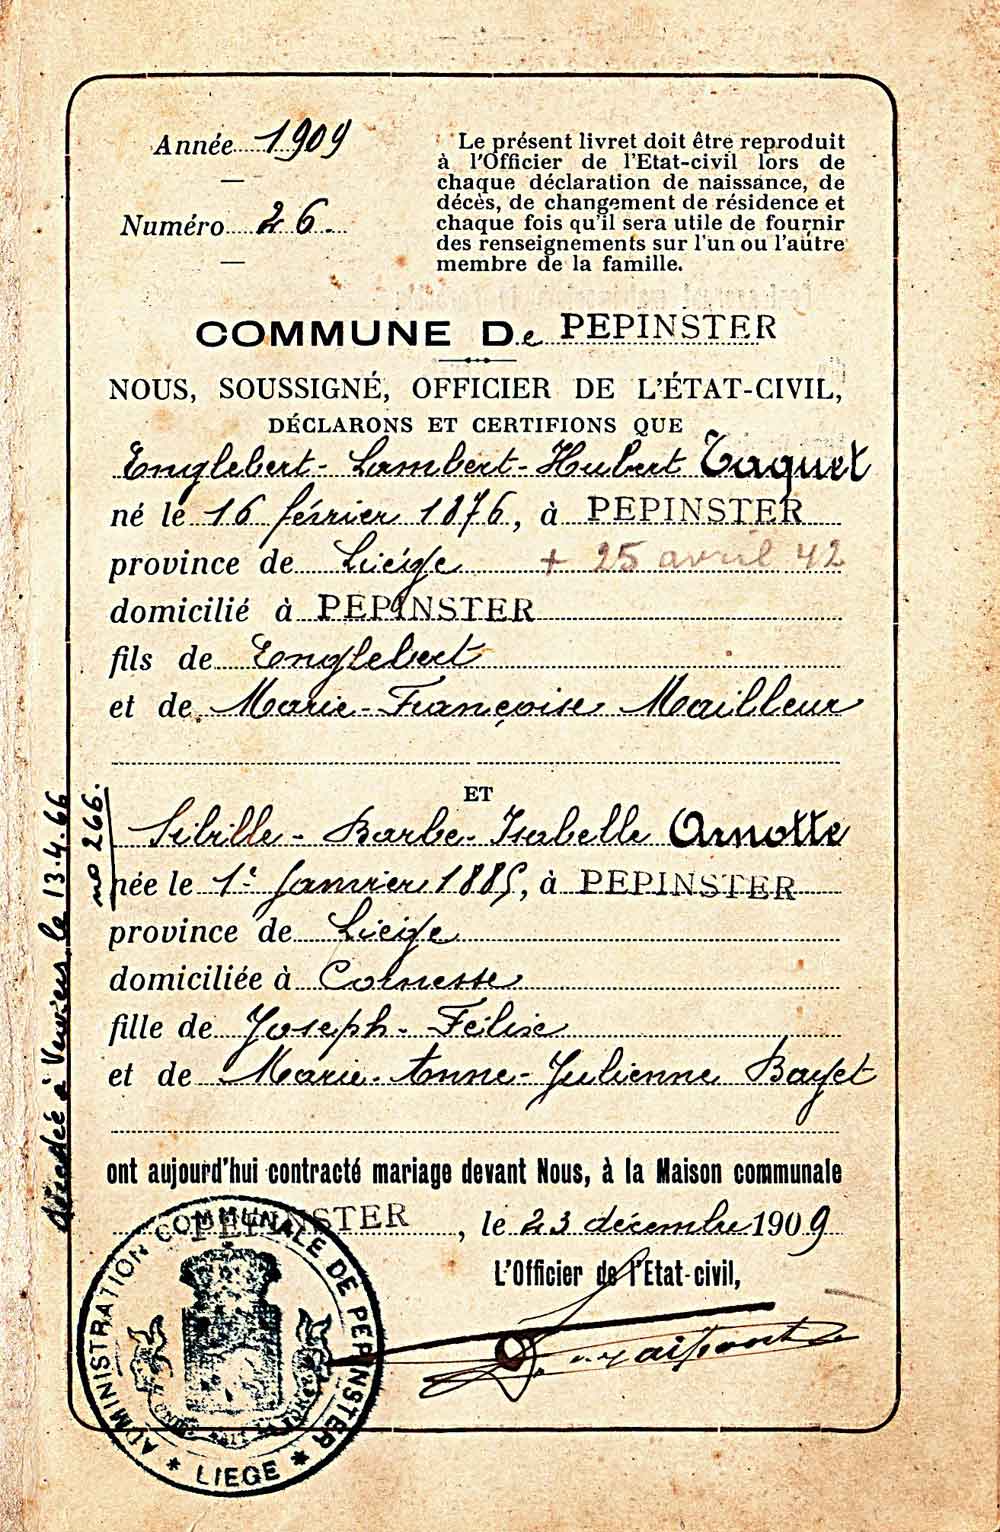 Année 1909
Numéro 26.
Le présent livret doit être reproduit
à l'Officier de l'Etat-civil lors de
chaque déclaration de naissance, de
décès, de changement de résidence et
chaque fois qu'il sera utile de fournir
des renseignements sur l'un ou l'autre
membre de la famille.
COMMUNE De PEPINSTER
NOUS, SOUSSIGNÉ, OFFICIER DE L'ÉTAT-CIVIL,
DÉCLARONS ET CERTIFIONS QUE
Englebert-Lambert-Hubert Taquet
né le 16 février 1876, à PEPINSTER
province de Liége + 25 avril 42
domicilié à PEPINSTER
fils de Englebert
et de Marie-Françoise Mailleux
ET
Sibille-Barbe-Isabelle Arnotte
née le 1r Janvier 1885, à PEPINSTER
province de Liége
domiciliée à Cornesse
fille de Joseph-Félix
et de Marie-Anne-Julienne Bayet
décédée à Verviers le 13.4.66
no 266.
ont aujourd'hui contracté mariage devant Nous, à la Maison communale
PEPINSTER, le 23 décembre 1909
L'Officier de l'Etat-civil,
ADMINISTRATION COMMUNALE DE PEPINSTER
* LIEGE *